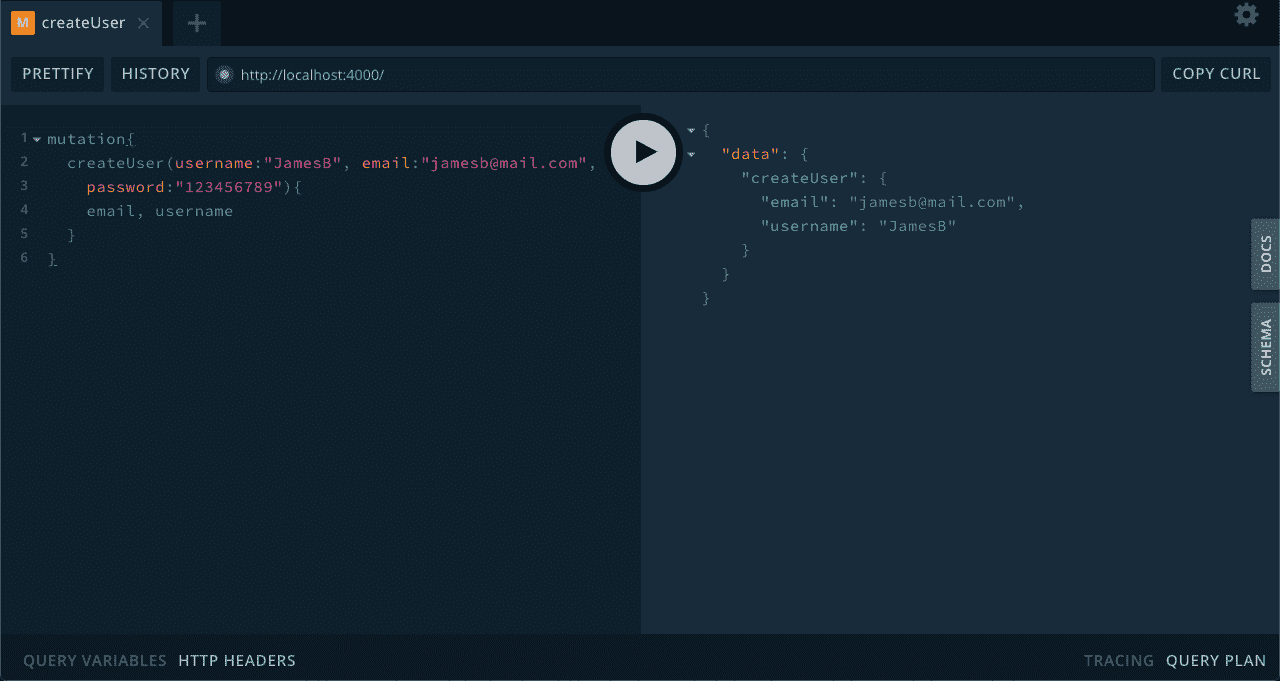 M createUser
PRETTIFY HISTORY http://localhost:4000/ COPY CURL
1 mutation{
2 createUser(username:"JamesB", email:"jamesb@mail.com",
3 password:"123456789"){
4 email, username
5 }
6 }
{
"data": {
"createUser": {
"email": "jamesb@mail.com",
"username": "JamesB"
}
}
}
DOCS
SCHEMA
QUERY VARIABLES HTTP HEADERS TRACING QUERY PLAN